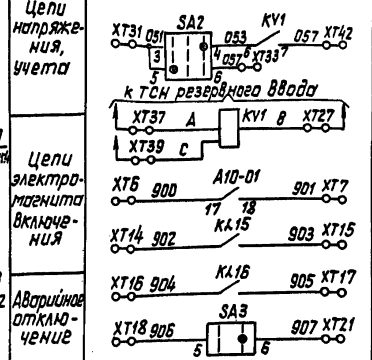 Цепи
напряже-
ния,
учета
SA2
KV1
XT31
051
053
057
XT42
3
4
6
7
057
XT33
5
6
к ТСН резервного ввода
XT37
A
KV1
B
XT27
XT39
C
Цепи
электро-
магнита
включе-
ния
XT6
900
A10-01
901
XT7
17
18
XT14
902
KL15
903
XT15
XT16
904
KL16
905
XT17
Аварийное
отклю-
чение
SA3
XT18
906
907
XT21
5
6